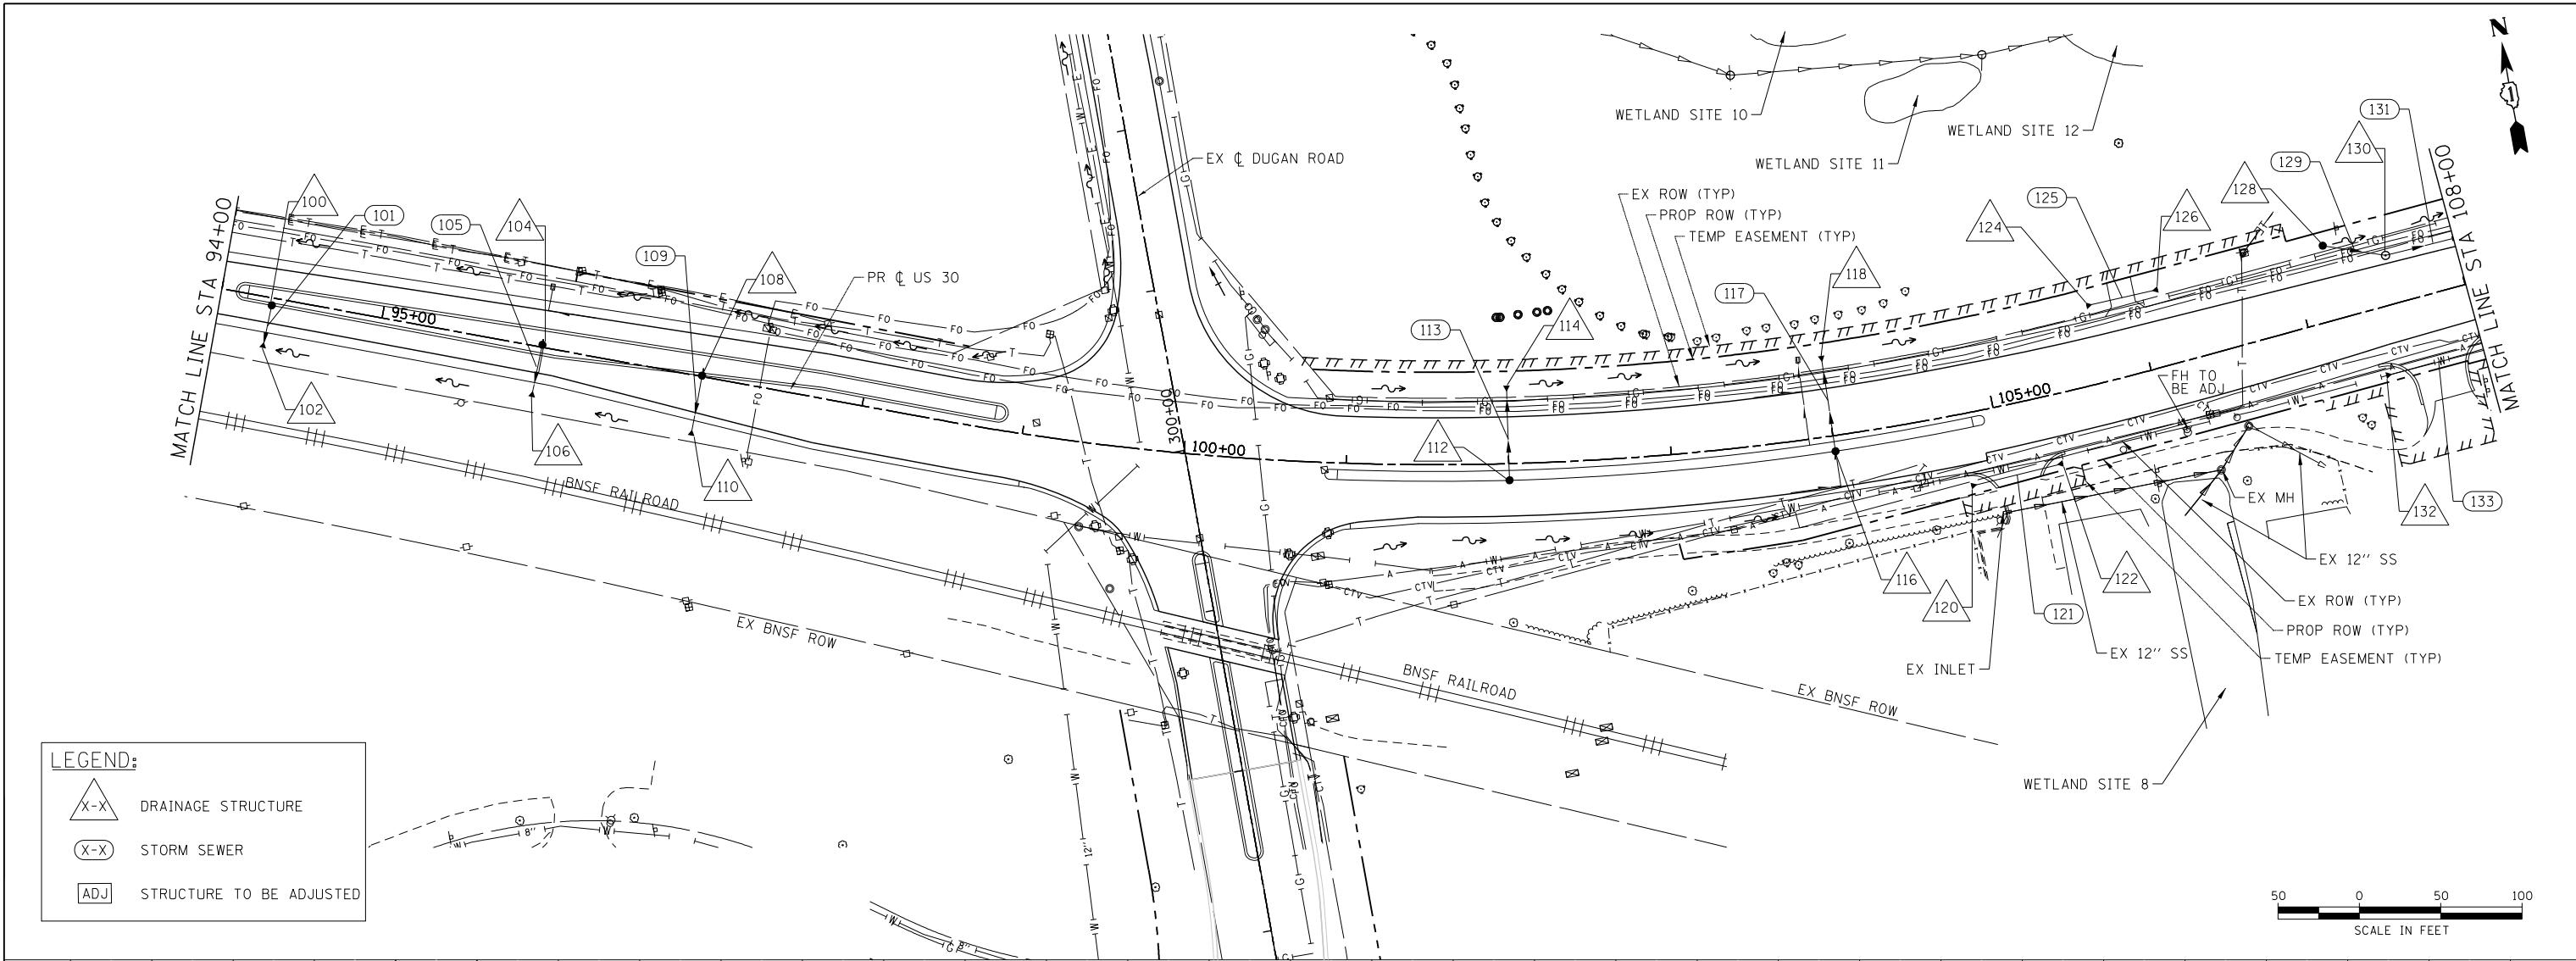 N
1
131
130
129
128
WETLAND SITE 10
WETLAND SITE 12
WETLAND SITE 11
EX ℄ DUGAN ROAD
EX ROW (TYP)
PROP ROW (TYP)
TEMP EASEMENT (TYP)
124
125
126
MATCH LINE STA 94+00
MATCH LINE STA 108+00
100
101
105
104
109
108
PR ℄ US 30
95+00
118
117
114
113
112
102
106
110
300+00
100+00
105+00
FH TO
BE ADJ
BNSF RAILROAD
EX MH
132
133
EX 12" SS
116
120
121
122
EX ROW (TYP)
PROP ROW (TYP)
TEMP EASEMENT (TYP)
EX 12" SS
EX INLET
EX BNSF ROW
BNSF RAILROAD
EX BNSF ROW
WETLAND SITE 8
LEGEND:
X-X DRAINAGE STRUCTURE
X-X STORM SEWER
ADJ STRUCTURE TO BE ADJUSTED
8"
12"
8"
50 0 50 100
SCALE IN FEET